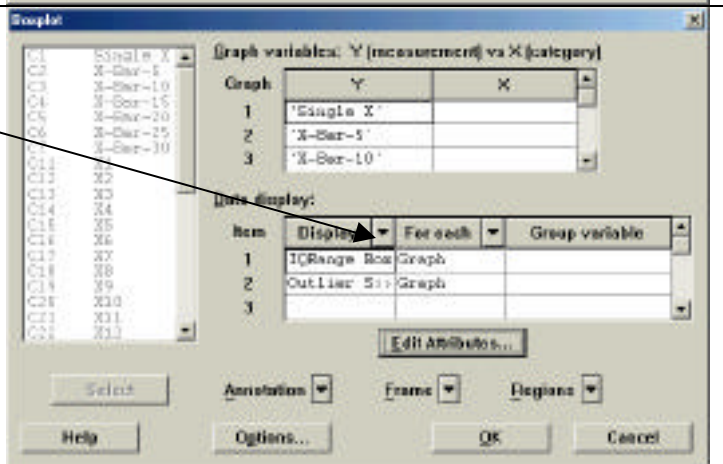 Boxplot
C1 Single X
C2 X-Bar-5
C3 X-Bar-10
C4 X-Bar-15
C5 X-Bar-20
C6 X-Bar-25
X-Bar-30
C11 X1
C12 X2
C13 X3
C14 X4
C15 X5
C16 X6
C17 X7
C18 X8
C19 X9
C20 X10
C21 X11
C22 X12
Select
Help
Graph variables: Y (measurement) vs X (category)
Graph Y X
1 'Single X'
2 'X-Bar-5'
3 'X-Bar-10'
Data display:
Item Display For each Group variable
1 IQRange Box Graph
2 Outlier S:> Graph
3
Edit Attributes...
Annotation Frame Regions
Options... OK Cancel